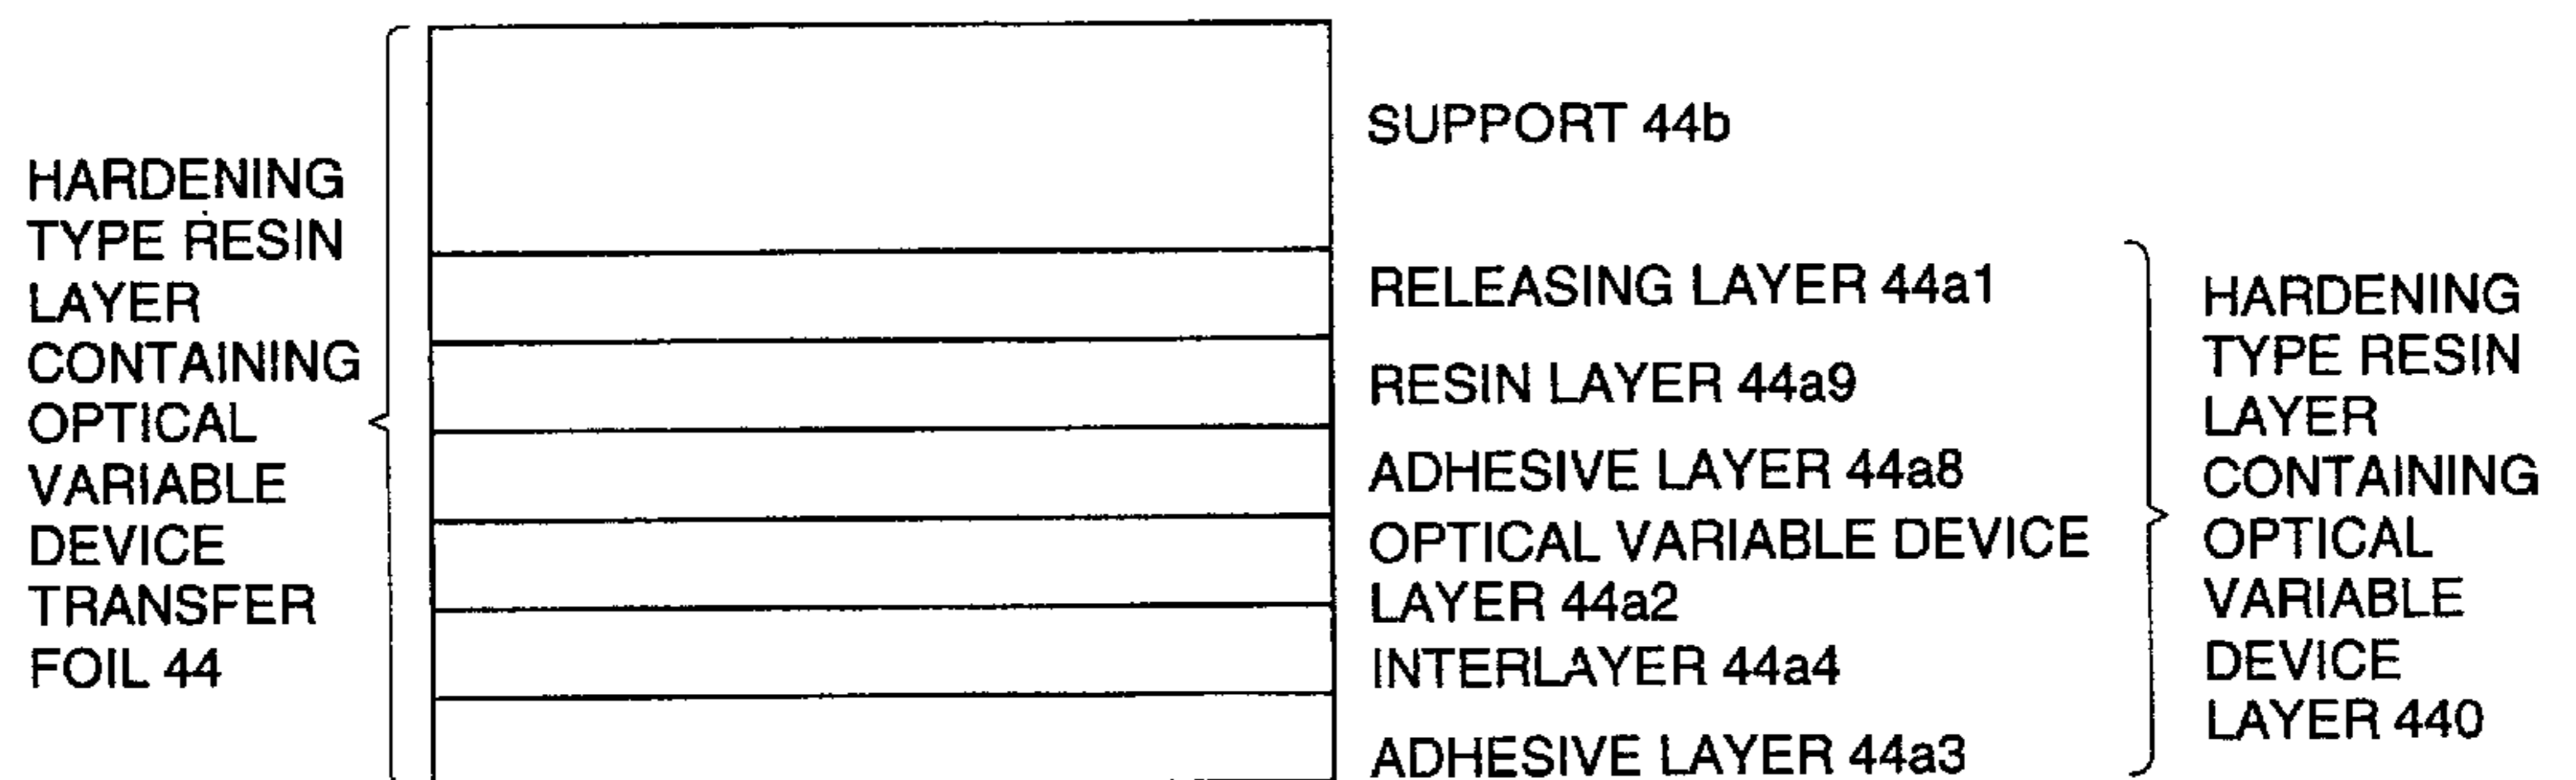 HARDENING
TYPE RESIN
LAYER
CONTAINING
OPTICAL
VARIABLE
DEVICE
TRANSFER
FOIL 44
SUPPORT 44b
RELEASING LAYER 44a1
RESIN LAYER 44a9
ADHESIVE LAYER 44a8
OPTICAL VARIABLE DEVICE
LAYER 44a2
INTERLAYER 44a4
ADHESIVE LAYER 44a3
HARDENING
TYPE RESIN
LAYER
CONTAINING
OPTICAL
VARIABLE
DEVICE
LAYER 440